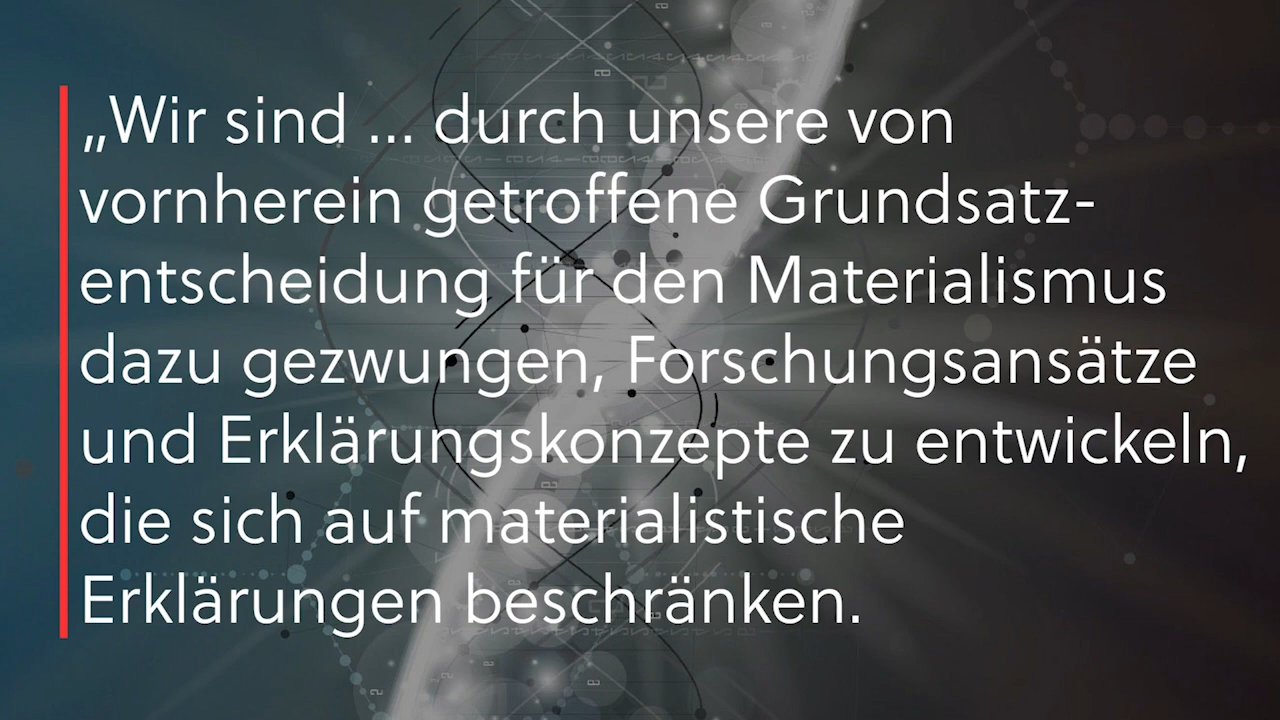 „Wir sind ... durch unsere von
vornherein getroffene Grundsatz-
entscheidung für den Materialismus
dazu gezwungen, Forschungsansätze
und Erklärungskonzepte zu entwickeln,
die sich auf materialistische
Erklärungen beschränken.